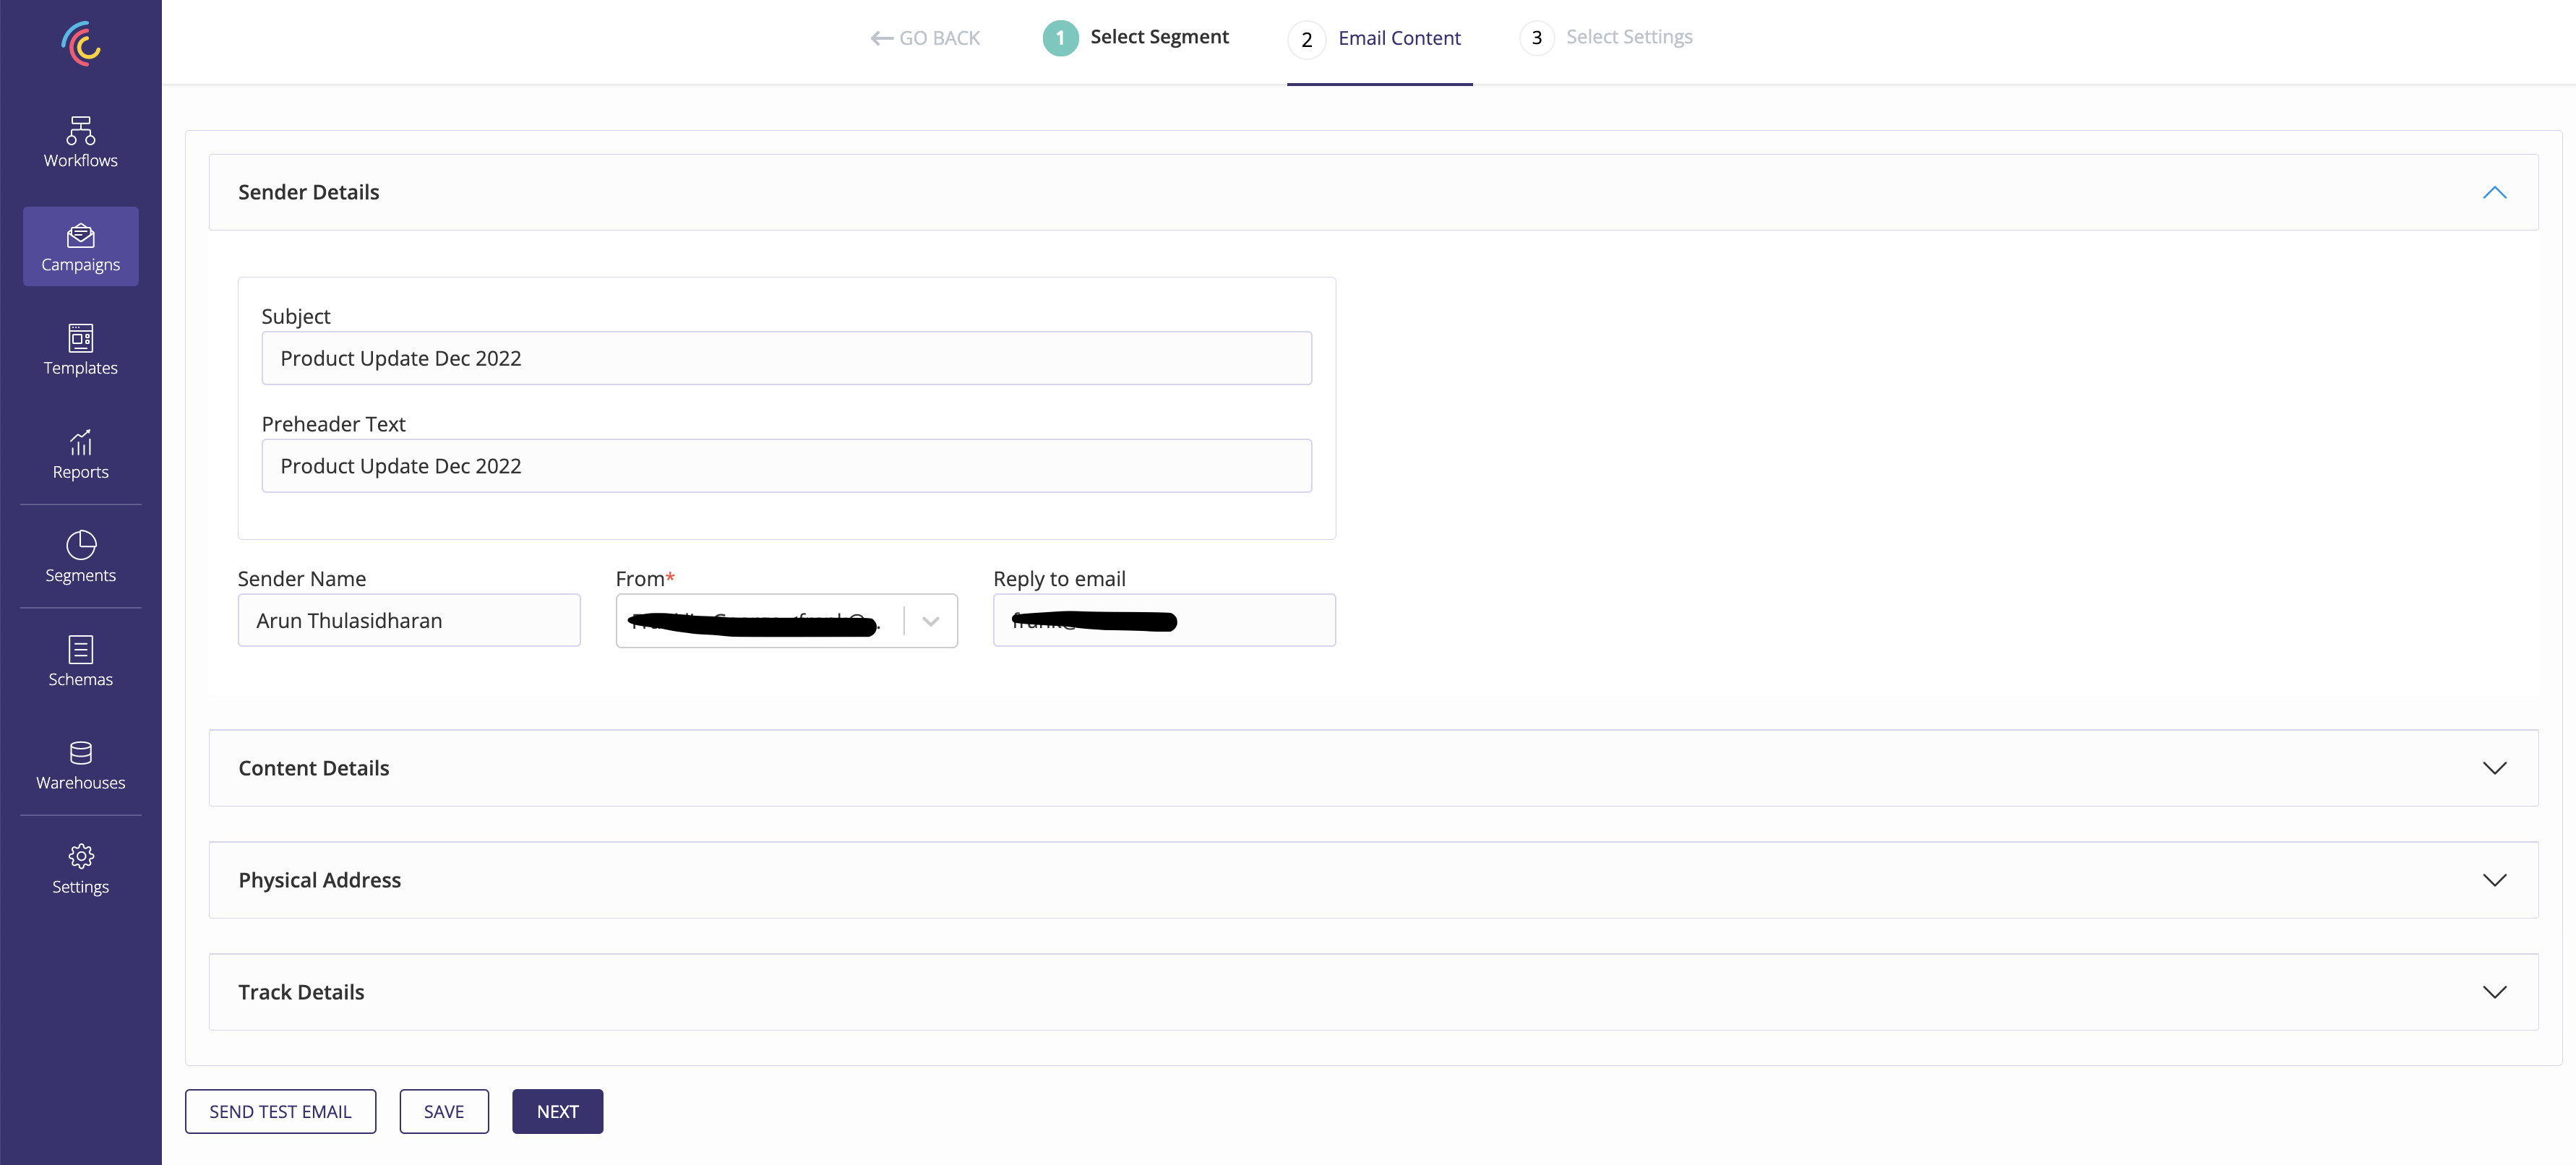 GO BACK
1 Select Segment
2 Email Content
3 Select Settings
Workflows
Campaigns
Templates
Reports
Segments
Schemas
Warehouses
Settings
Sender Details
Subject
Product Update Dec 2022
Preheader Text
Product Update Dec 2022
Sender Name
From*
Reply to email
Arun Thulasidharan
Content Details
Physical Address
Track Details
SEND TEST EMAIL
SAVE
NEXT